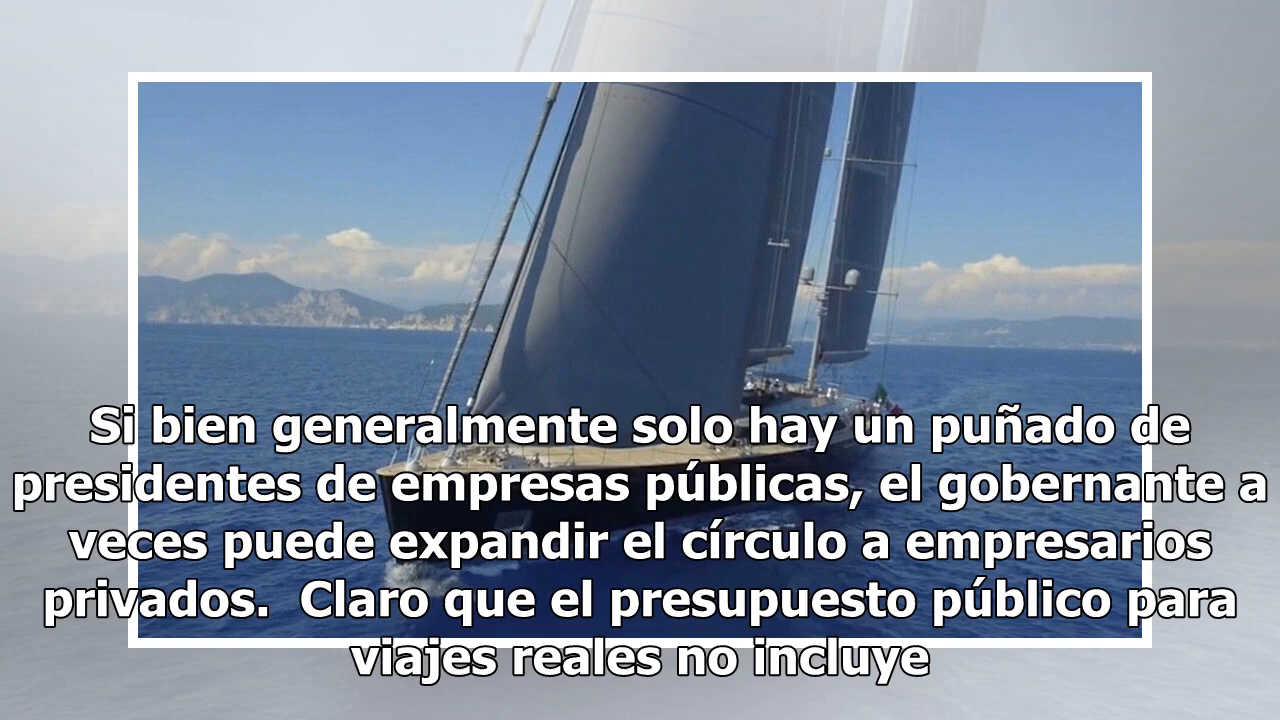 Si bien generalmente solo hay un puñado de
presidentes de empresas públicas, el gobernante a
veces puede expandir el círculo a empresarios
privados.  Claro que el presupuesto público para
viajes reales no incluye